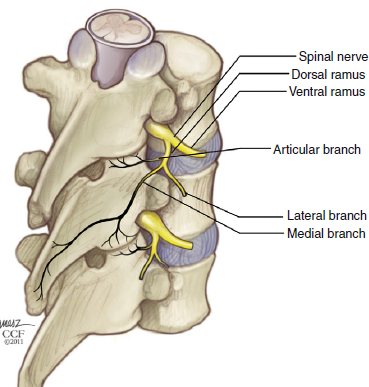 Spinal nerve
Dorsal ramus
Ventral ramus
Articular branch
Lateral branch
Medial branch
CCF
©2011